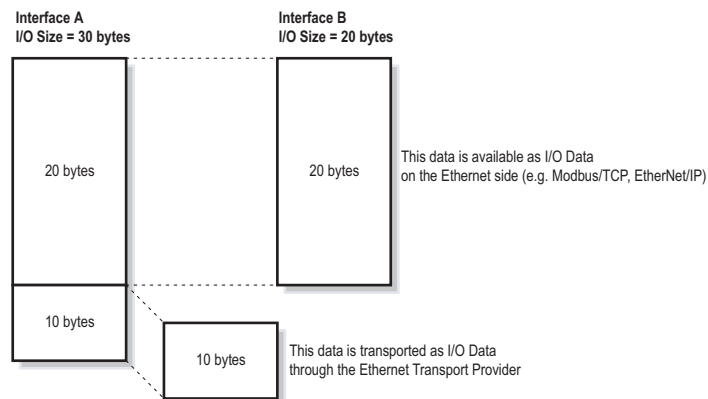 Interface A
I/O Size = 30 bytes
Interface B
I/O Size = 20 bytes
20 bytes
20 bytes
This data is available as I/O Data
on the Ethernet side (e.g. Modbus/TCP, EtherNet/IP)
10 bytes
10 bytes
This data is transported as I/O Data
through the Ethernet Transport Provider